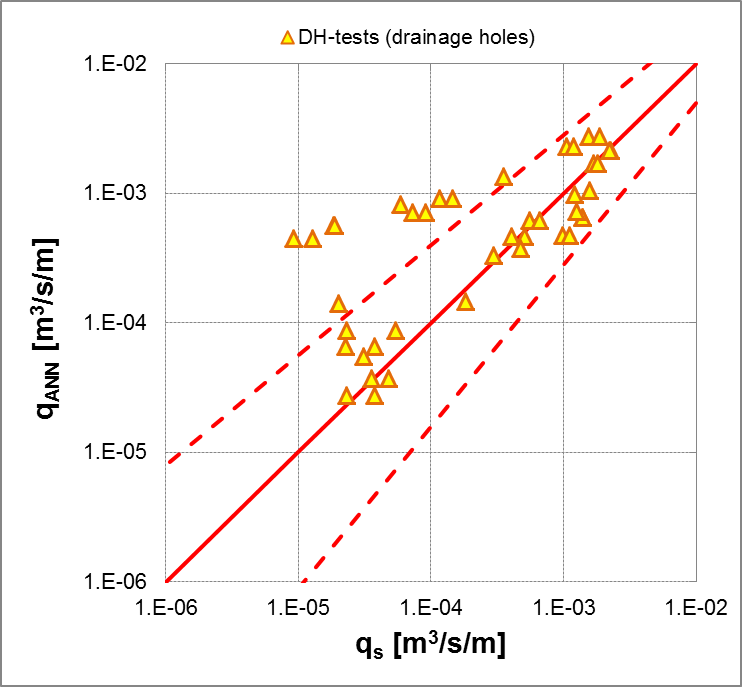 DH-tests (drainage holes)
1.E-02
1.E-03
1.E-04
1.E-05
1.E-06
qANN [m³/s/m]
1.E-06 1.E-05 1.E-04 1.E-03 1.E-02
qs [m³/s/m]